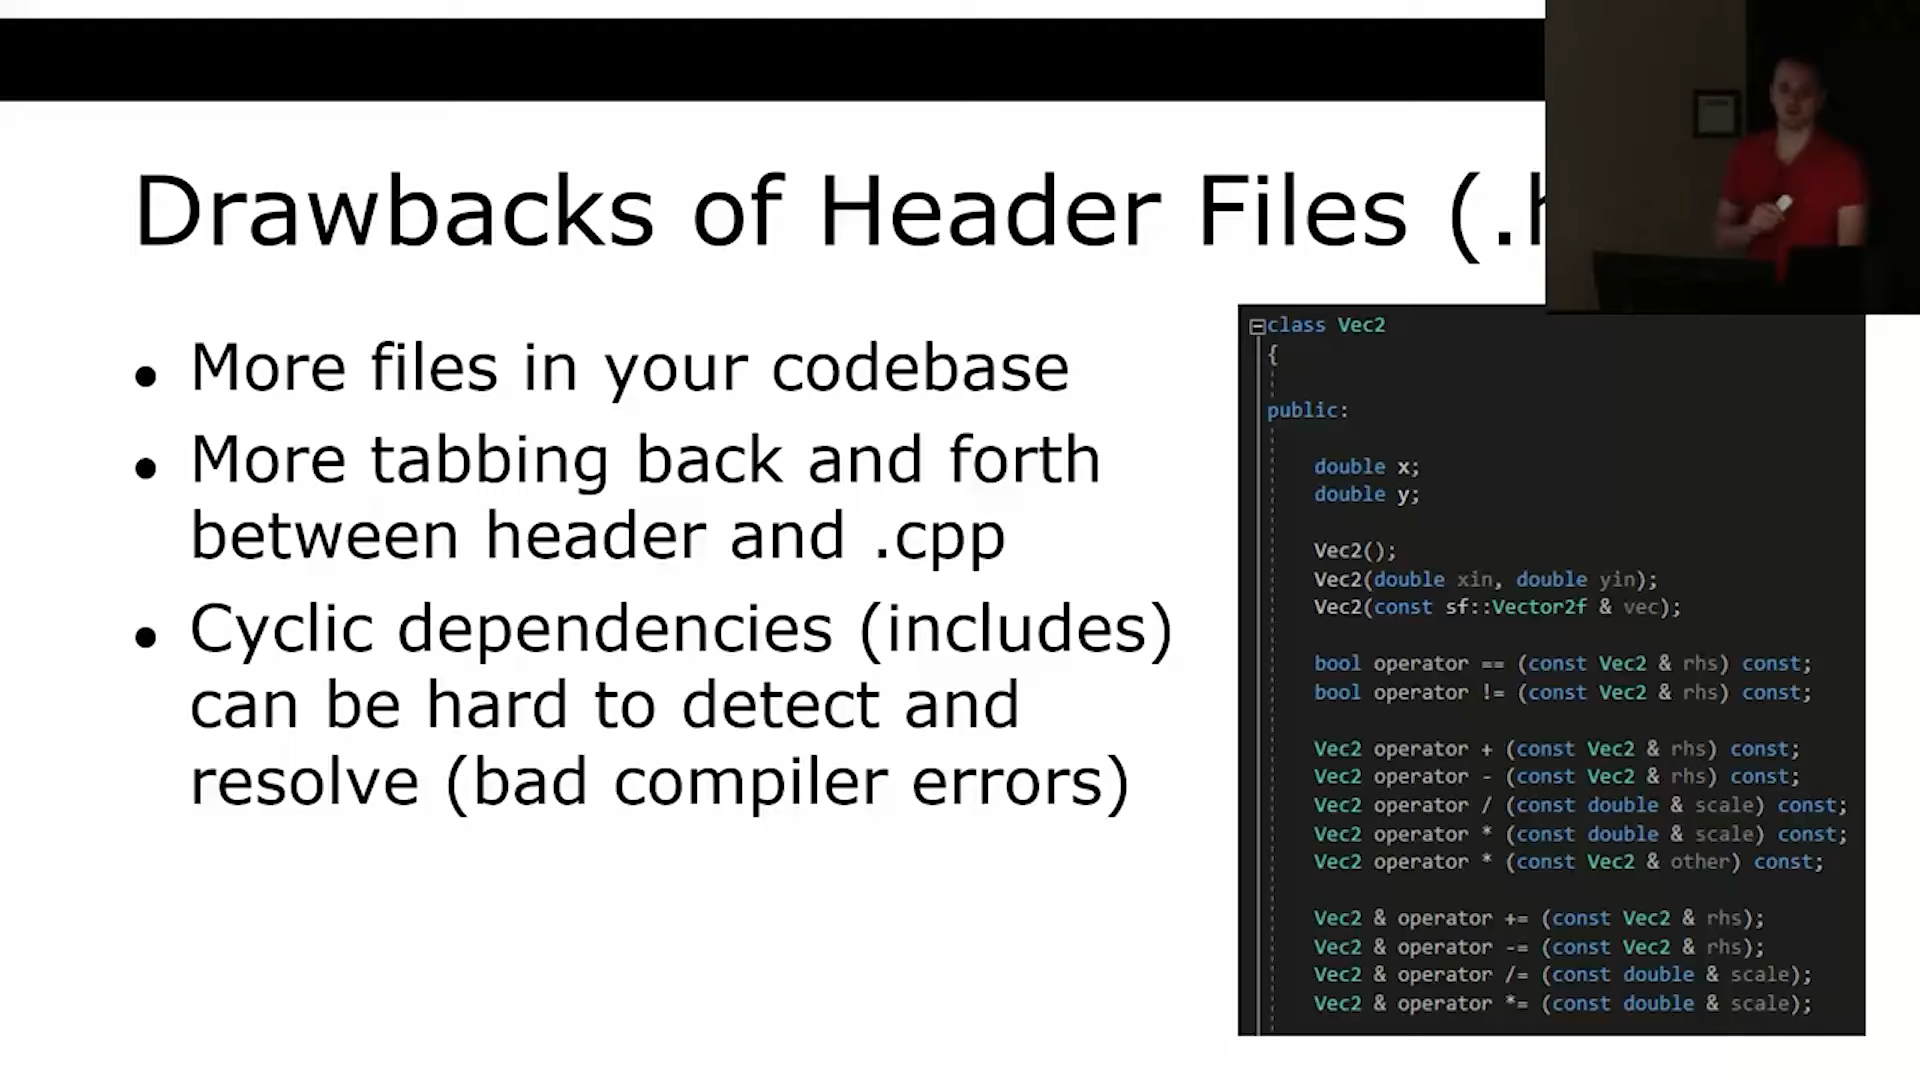 Drawbacks of Header Files (.h
• More files in your codebase
• More tabbing back and forth
between header and .cpp
• Cyclic dependencies (includes)
can be hard to detect and
resolve (bad compiler errors)
class Vec2
{
public:
double x;
double y;
Vec2();
Vec2(double xin, double yin);
Vec2(const sf::Vector2f & vec);
bool operator == (const Vec2 & rhs) const;
bool operator != (const Vec2 & rhs) const;
Vec2 operator + (const Vec2 & rhs) const;
Vec2 operator - (const Vec2 & rhs) const;
Vec2 operator / (const double & scale) const;
Vec2 operator * (const double & scale) const;
Vec2 operator * (const Vec2 & other) const;
Vec2 & operator += (const Vec2 & rhs);
Vec2 & operator -= (const Vec2 & rhs);
Vec2 & operator /= (const double & scale);
Vec2 & operator *= (const double & scale);